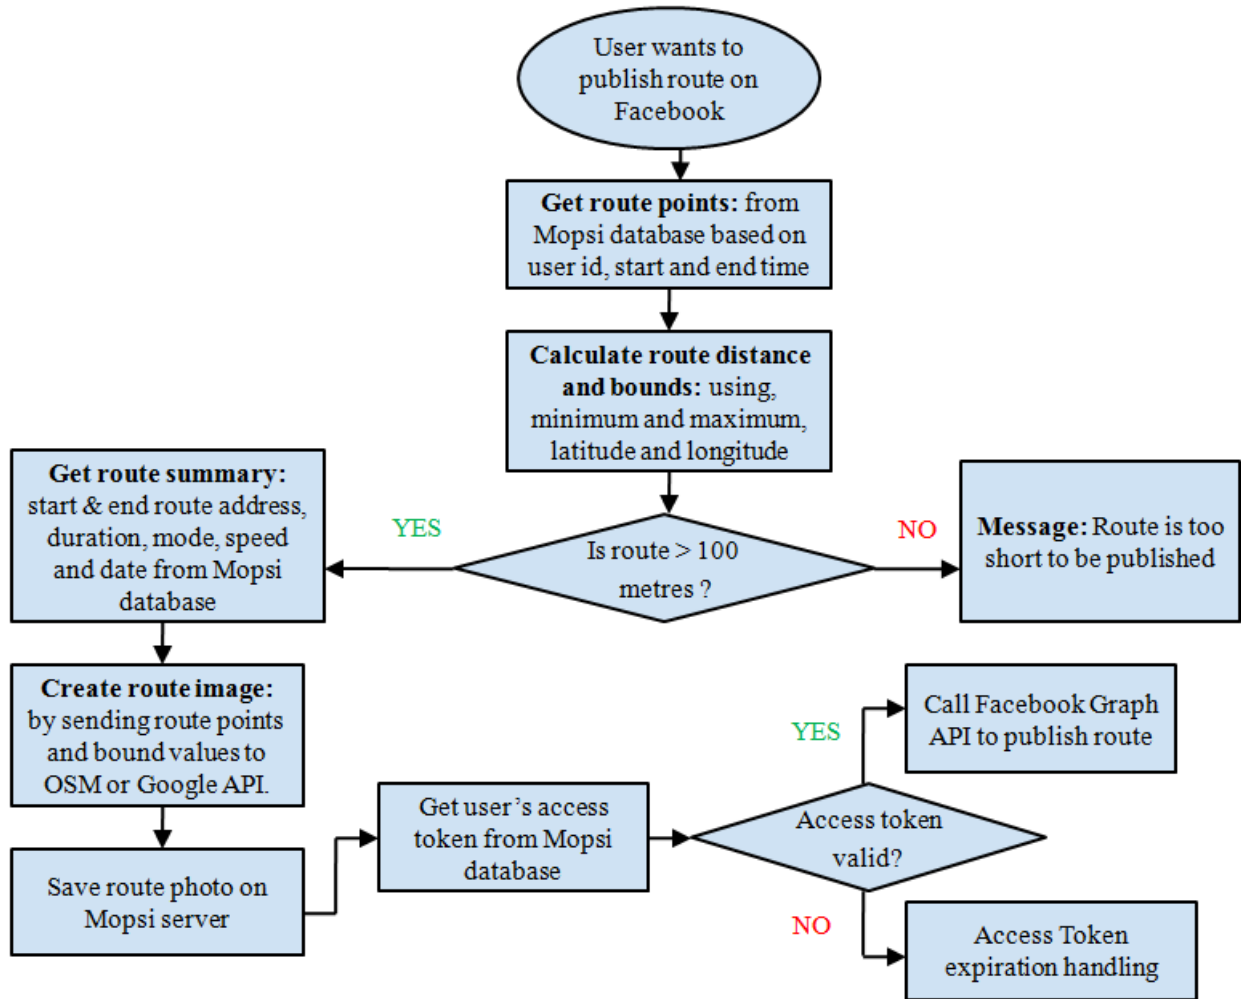 User wants to
publish route on
Facebook
Get route points: from
Mopsi database based on
user id, start and end time
Calculate route distance
and bounds: using,
minimum and maximum,
latitude and longitude
Is route > 100
metres ?
YES
NO
Message: Route is too
short to be published
Get route summary:
start & end route address,
duration, mode, speed
and date from Mopsi
database
Create route image:
by sending route points
and bound values to
OSM or Google API.
Save route photo on
Mopsi server
Get user’s access
token from Mopsi
database
Access token
valid?
YES
Call Facebook Graph
API to publish route
NO
Access Token
expiration handling